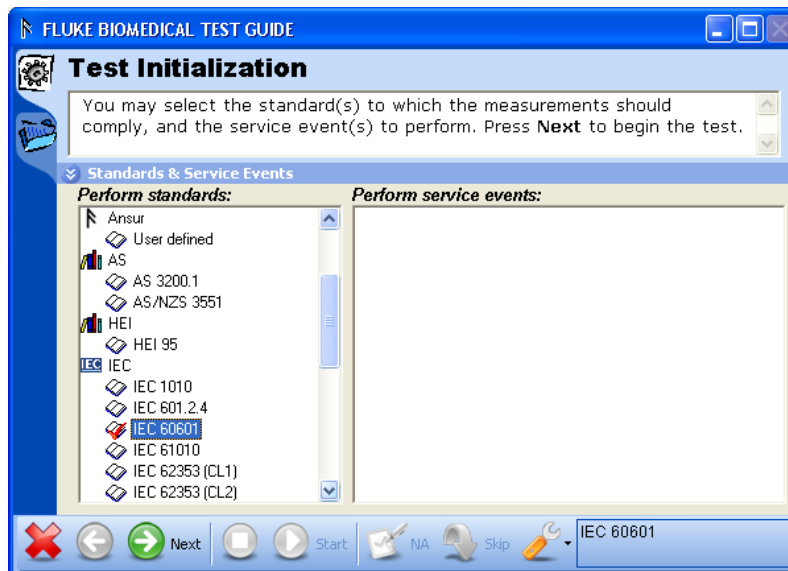 FLUKE BIOMEDICAL TEST GUIDE
Test Initialization
You may select the standard(s) to which the measurements should
comply, and the service event(s) to perform. Press Next to begin the test.
Standards & Service Events
Perform standards:
Perform service events:
Ansur
User defined
AS
AS 3200.1
AS/NZS 3551
HEI
HEI 95
IEC IEC
IEC 1010
IEC 601.2.4
IEC 60601
IEC 61010
IEC 62353 (CL1)
IEC 62353 (CL2)
Next
Start
NA
Skip
IEC 60601